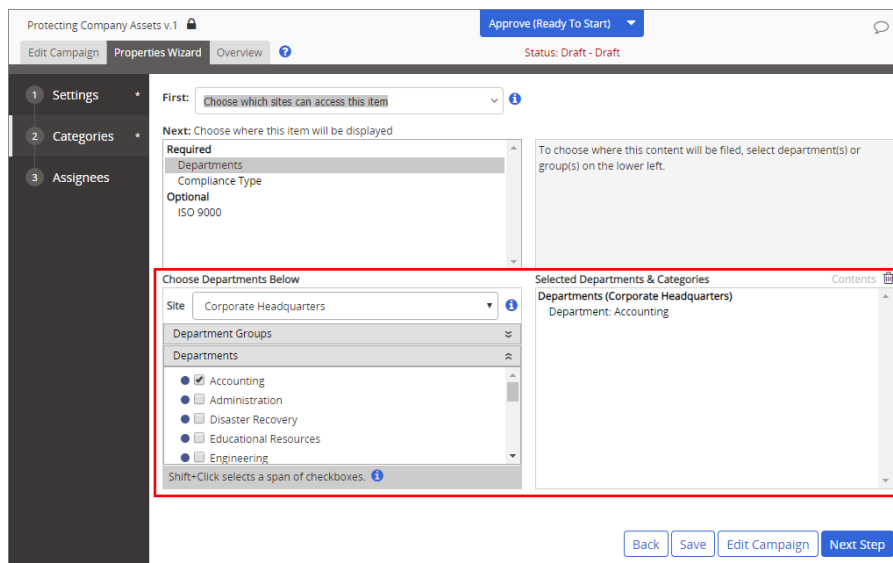 Protecting Company Assets v.1
Approve (Ready To Start)
Edit Campaign
Properties Wizard
Overview
Status: Draft - Draft
1 Settings *
First: Choose which sites can access this item
2 Categories *
Next: Choose where this item will be displayed
3 Assignees
Required
Departments
Compliance Type
Optional
ISO 9000
To choose where this content will be filed, select department(s) or
group(s) on the lower left.
Choose Departments Below
Site Corporate Headquarters
Department Groups
Departments
Accounting
Administration
Disaster Recovery
Educational Resources
Engineering
Shift+Click selects a span of checkboxes.
Selected Departments & Categories Contents
Departments (Corporate Headquarters)
Department: Accounting
Back
Save
Edit Campaign
Next Step